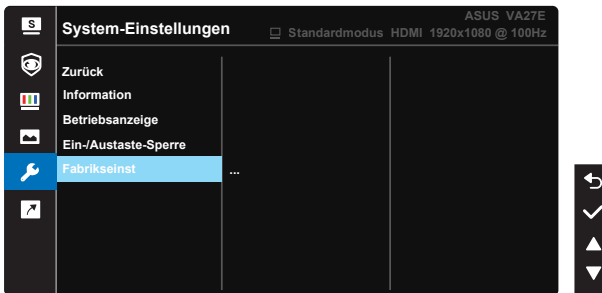 S
System-Einstellungen
ASUS VA27E
Standardmodus HDMI 1920x1080 @ 100Hz
Zurück
Information
Betriebsanzeige
Ein-/Austaste-Sperre
Fabrikseinst
...